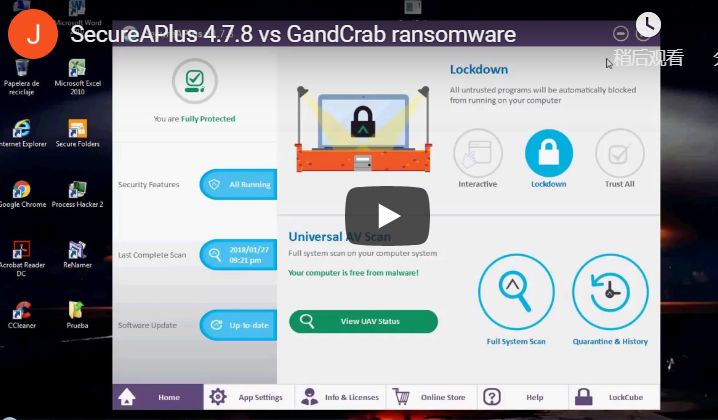 J
SecureAPlus 4.7.8 vs GandCrab ransomware
稍后观看
Microsoft Word
Papelera de
reciclaje
Microsoft Excel
2010
Internet Explorer
Secure Folders
Google Chrome
Process Hacker 2
Acrobat Reader
DC
ReNamer
CCleaner
Prueba
You are Fully Protected
Security Features
All Running
Last Complete Scan
2018/01/27
09:21 pm
Software Update
Up-to-date
Lockdown
All untrusted programs will be automatically blocked
from running on your computer
Interactive
Lockdown
Trust All
Universal AV Scan
Full system scan on your computer system
Your computer is free from malware!
View UAV Status
Full System Scan
Quarantine & History
Home
App Settings
Info & Licenses
Online Store
Help
LockCube